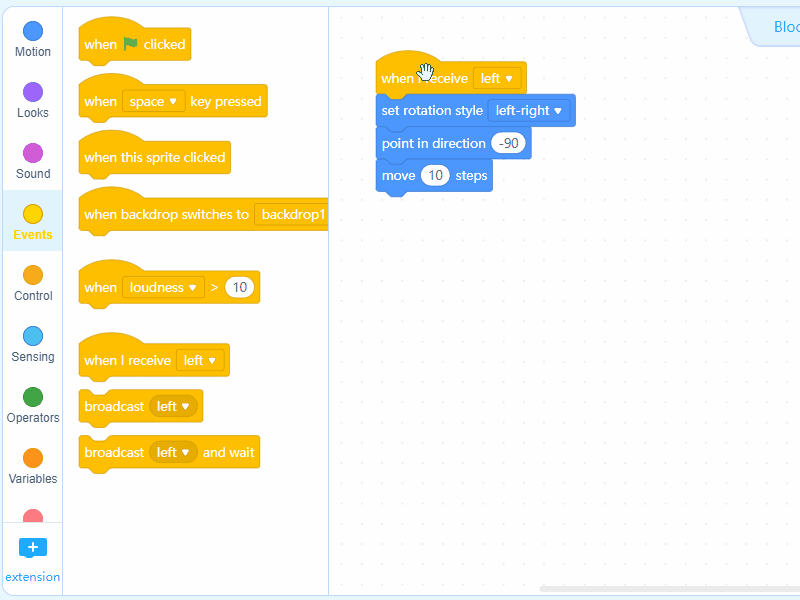 Motion
Looks
Sound
Events
Control
Sensing
Operators
Variables
extension
when clicked
when space key pressed
when this sprite clicked
when backdrop switches to backdrop1
when loudness > 10
when I receive left
broadcast left
broadcast left and wait
when I receive left
set rotation style left-right
point in direction -90
move 10 steps